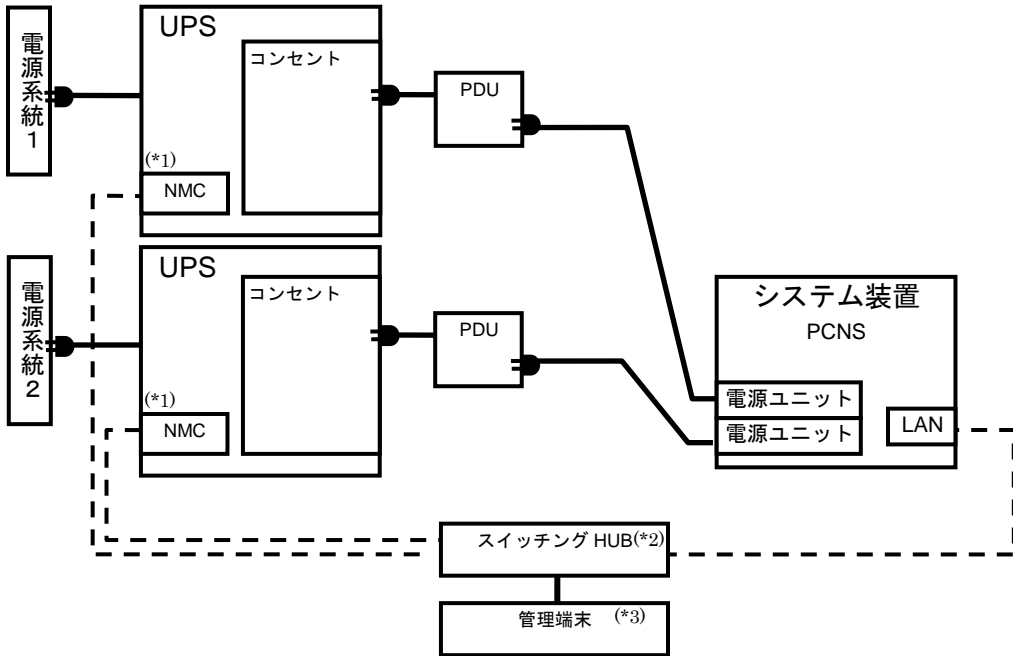 電源系統1
UPS
コンセント
(*1)
NMC
PDU
電源系統2
UPS
コンセント
(*1)
NMC
PDU
システム装置
PCNS
電源ユニット
電源ユニット
LAN
スイッチング HUB(*2)
管理端末 (*3)